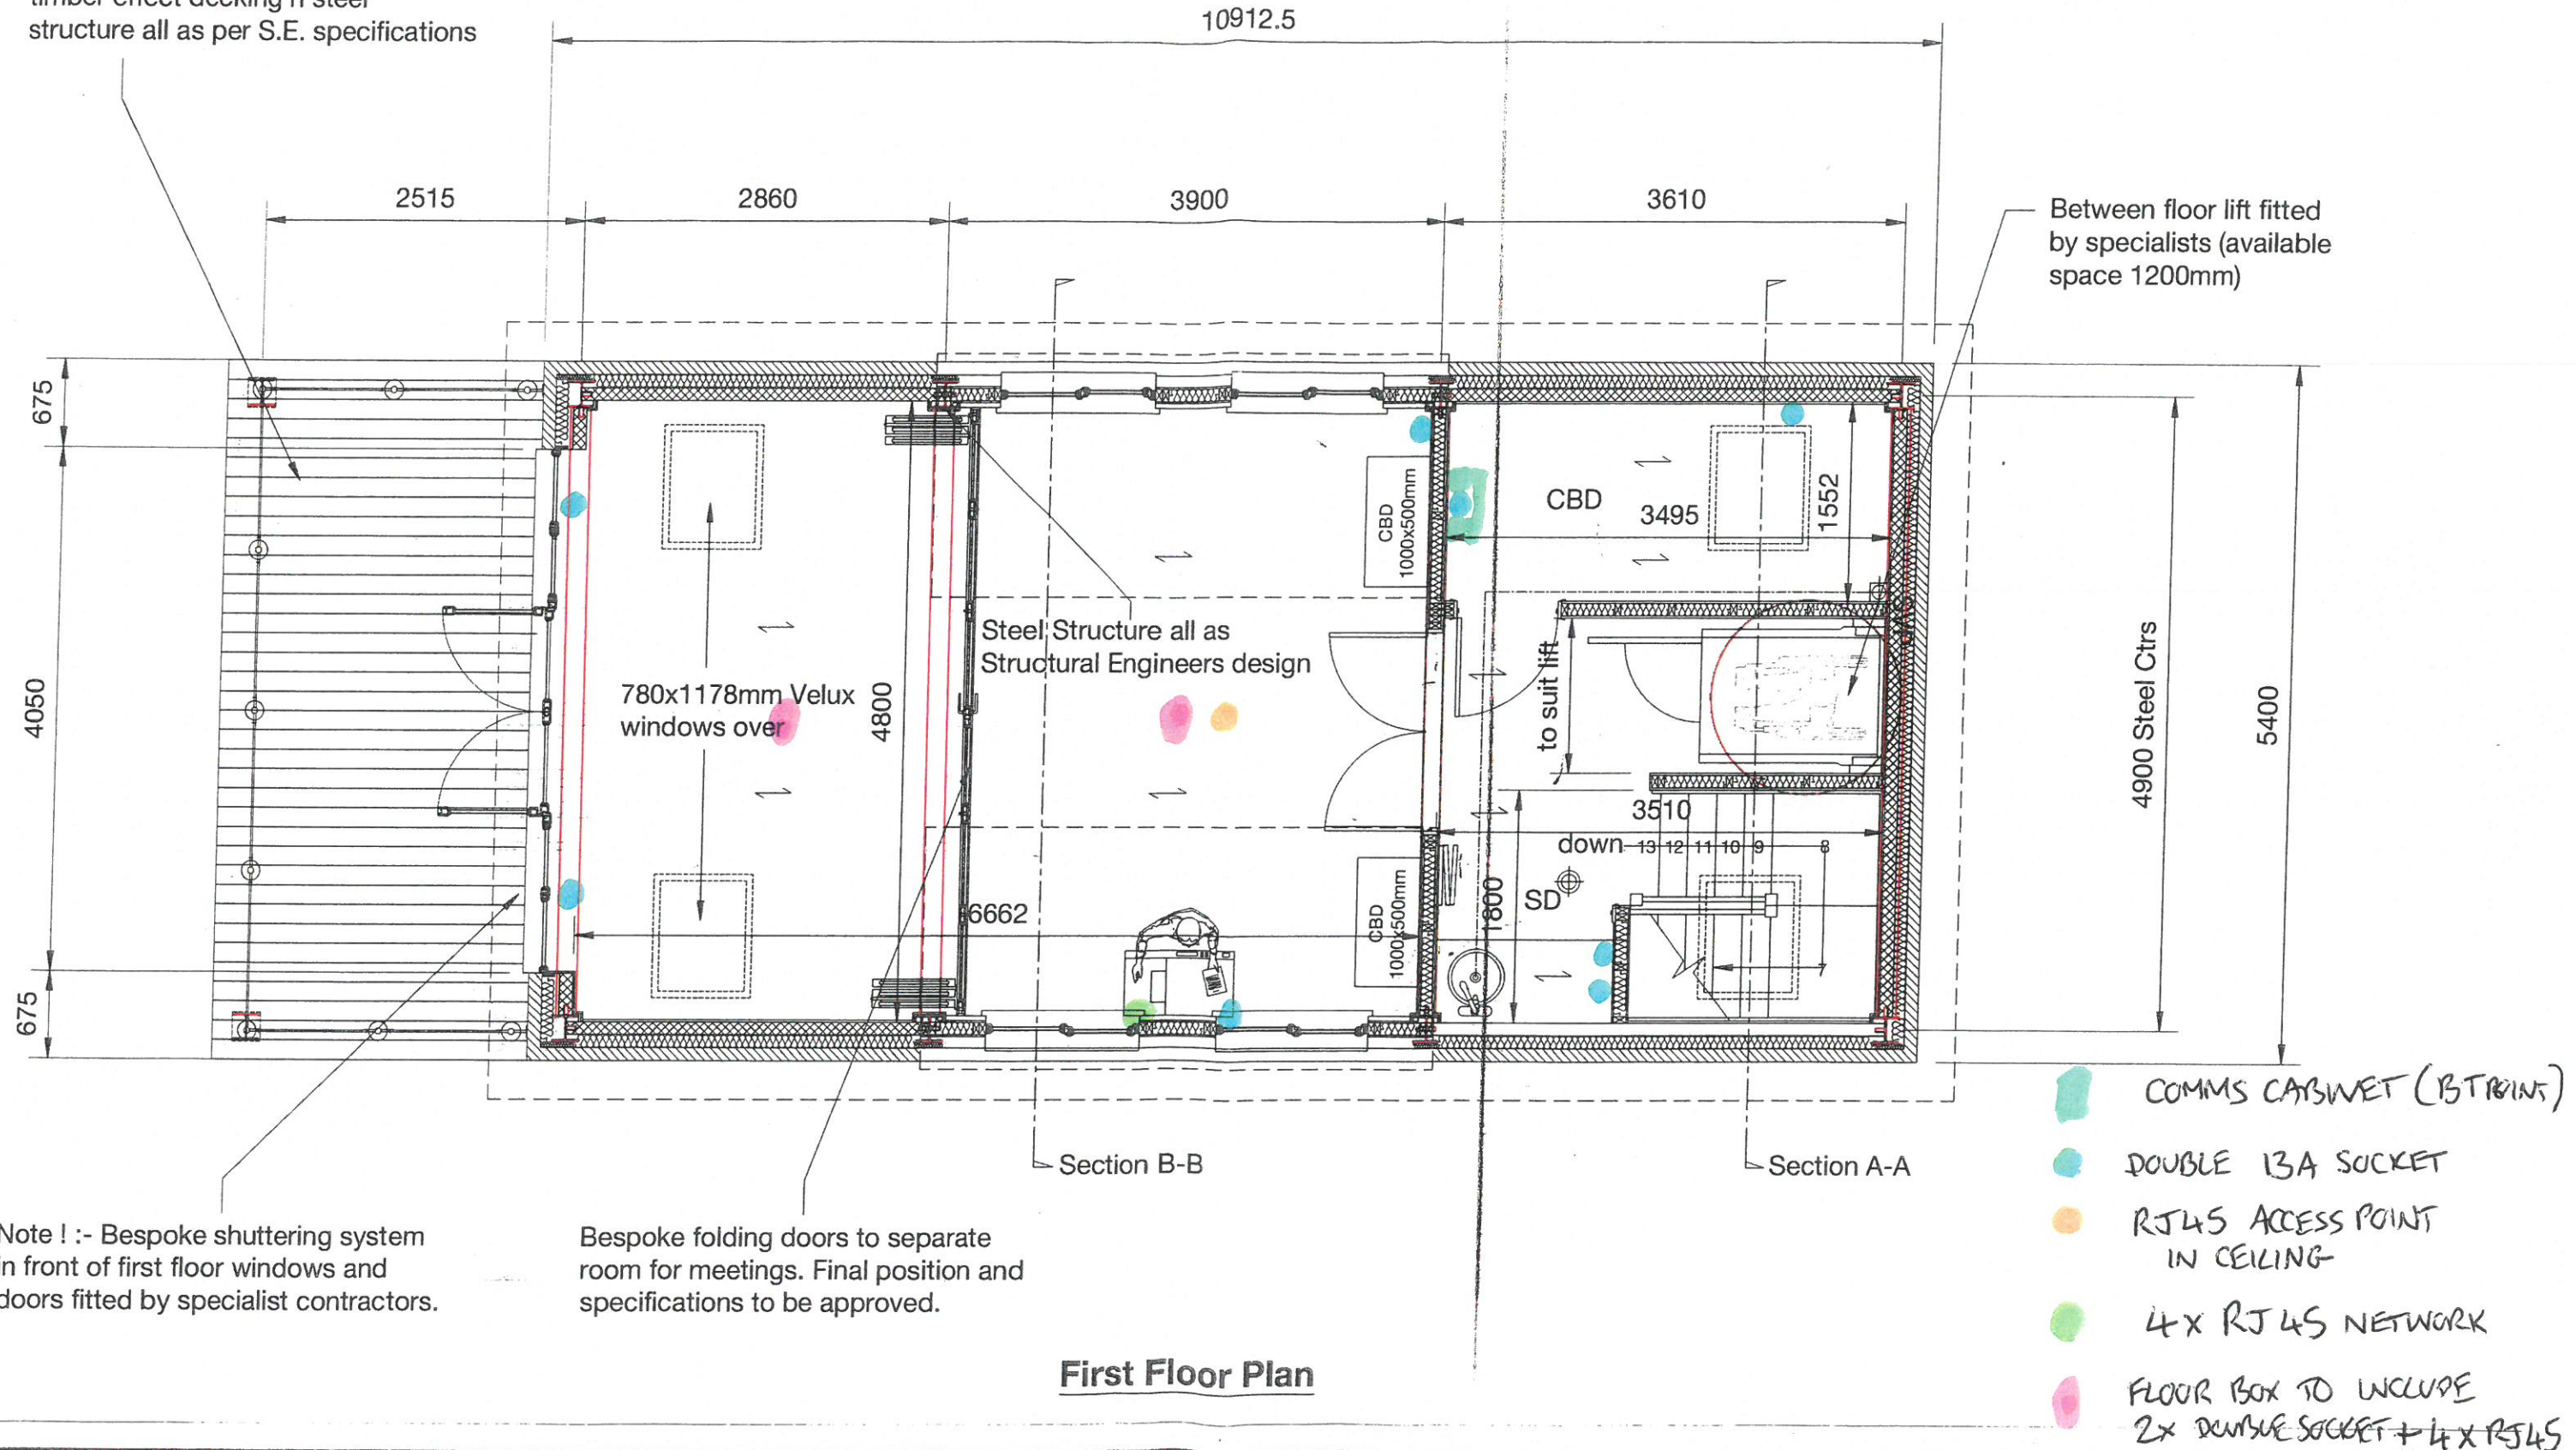 timber effect decking n steel
structure all as per S.E. specifications
10912.5
2515
2860
3900
3610
Between floor lift fitted
by specialists (available
space 1200mm)
675
4050
675
CBD
1000x500mm
CBD
3495
1552
Steel Structure all as
Structural Engineers design
780x1178mm Velux
windows over
4800
to suit lift
4900 Steel Ctrs
5400
3510
down 13 12 11 10 9 8
7
SD
1800
6662
CBD
1000x500mm
Section B-B
Section A-A
Note ! :- Bespoke shuttering system
in front of first floor windows and
doors fitted by specialist contractors.
Bespoke folding doors to separate
room for meetings. Final position and
specifications to be approved.
First Floor Plan
COMMS CABINET (BT POINT)
DOUBLE 13A SOCKET
RJ45 ACCESS POINT
IN CEILING
4x RJ45 NETWORK
FLOOR BOX TO INCLUDE
2x DOUBLE SOCKET + 4x RJ45